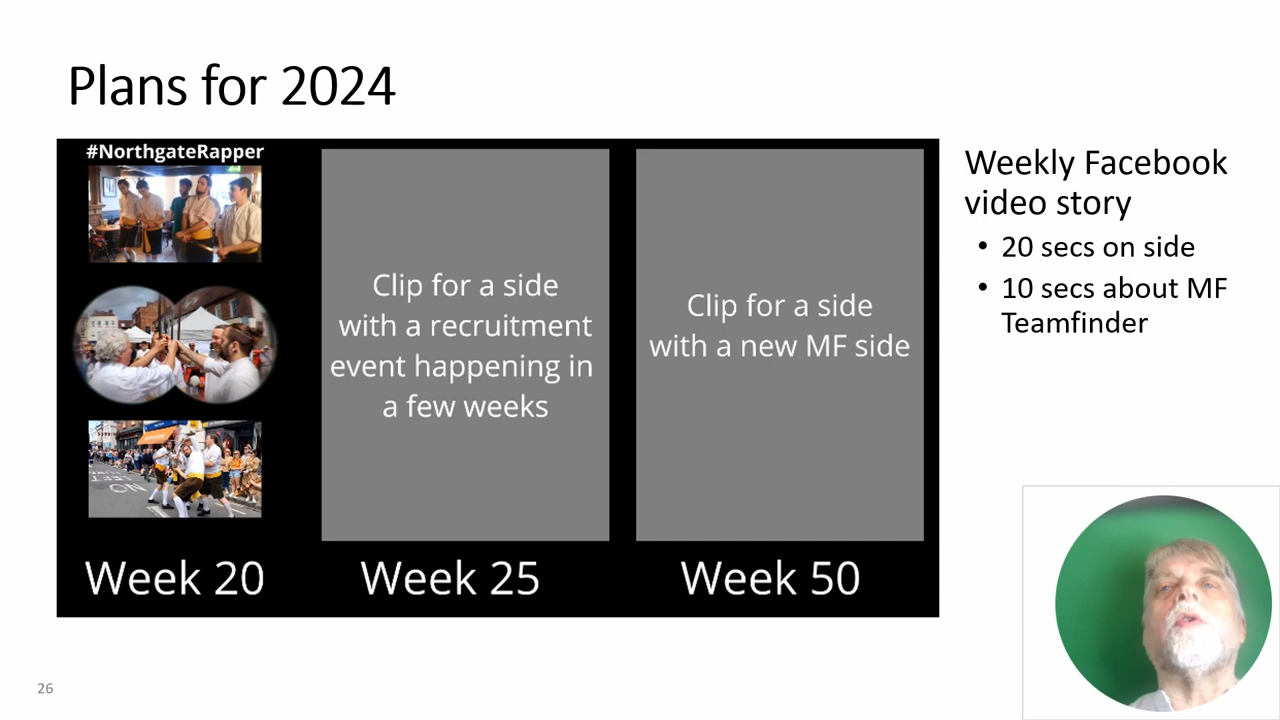 Plans for 2024
#NorthgateRapper
Clip for a side
with a recruitment
event happening in
a few weeks
Clip for a side
with a new MF side
Week 20
Week 25
Week 50
Weekly Facebook
video story
• 20 secs on side
• 10 secs about MF
Teamfinder
26